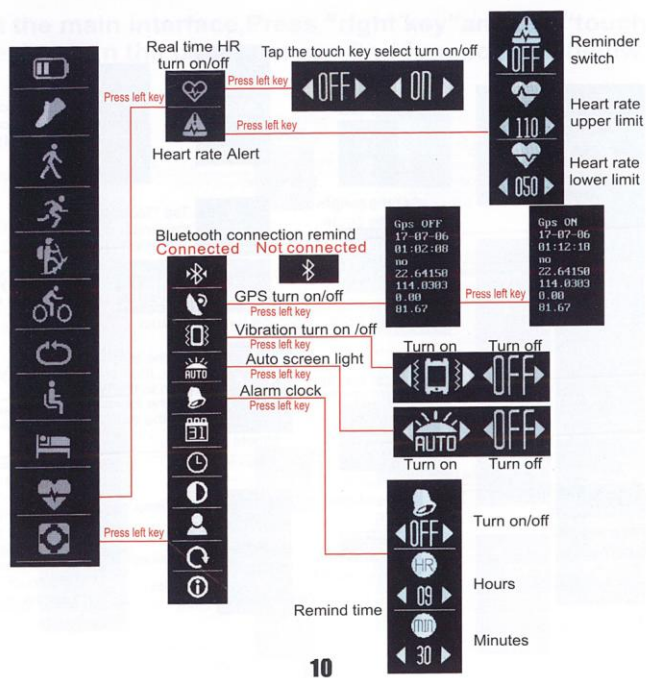 Real time HR
turn on/off
Tap the touch key select turn on/off
Reminder
switch
OFF
Press left key
Press left key
OFF
ON
Heart rate
upper limit
110
Press left key
Heart rate Alert
Heart rate
lower limit
050
Bluetooth connection remind
Connected
Not connected
Gps OFF
17-07-06
01:02:08
no
22.64150
114.0303
0.00
81.67
Press left key
Gps ON
17-07-06
01:12:18
no
22.64150
114.0303
0.00
81.67
GPS turn on/off
Press left key
Vibration turn on /off
Press left key
Turn on
Turn off
OFF
AUTO
Auto screen light
Press left key
Alarm clock
Press left key
AUTO
OFF
Turn on
Turn off
31
Press left key
OFF
Turn on/off
HR
09
Hours
Remind time
min
30
Minutes
10